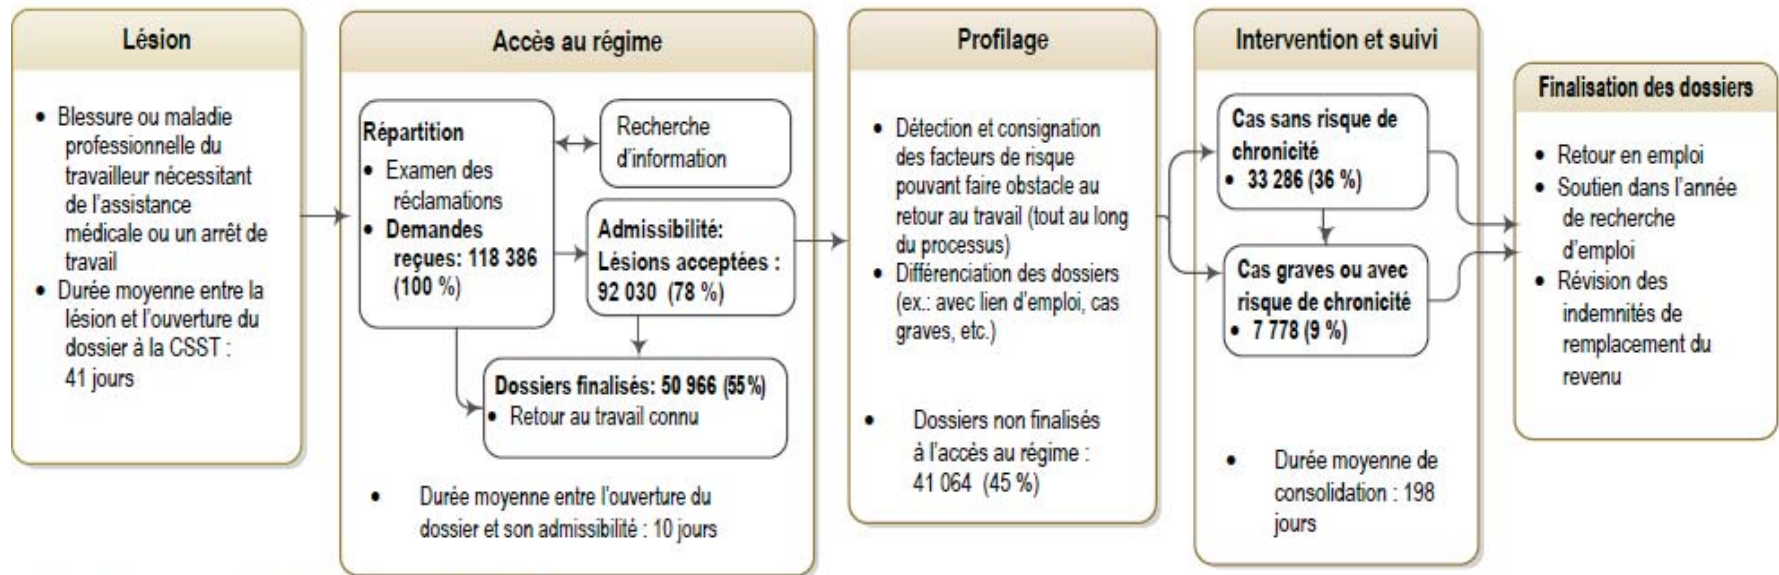 Lésion
• Blessure ou maladie
professionnelle du
travailleur nécessitant
de l'assistance
médicale ou un arrêt de
travail
• Durée moyenne entre la
lésion et l'ouverture du
dossier à la CSST :
41 jours
Accès au régime
Répartition
• Examen des
réclamations
• Demandes
reçues: 118 386
(100 %)
Recherche
d'information
Admissibilité:
Lésions acceptées :
92 030 (78 %)
Dossiers finalisés: 50 966 (55%)
• Retour au travail connu
• Durée moyenne entre l'ouverture du
dossier et son admissibilité : 10 jours
Profilage
• Détection et consignation
des facteurs de risque
pouvant faire obstacle au
retour au travail (tout au long
du processus)
• Différenciation des dossiers
(ex.: avec lien d'emploi, cas
graves, etc.)
• Dossiers non finalisés
à l'accès au régime :
41 064 (45 %)
Intervention et suivi
Cas sans risque de
chronicité
• 33 286 (36 %)
Cas graves ou avec
risque de chronicité
• 7 778 (9 %)
• Durée moyenne de
consolidation : 198
jours
Finalisation des dossiers
• Retour en emploi
• Soutien dans l'année
de recherche
d'emploi
• Révision des
indemnités de
remplacement du
revenu